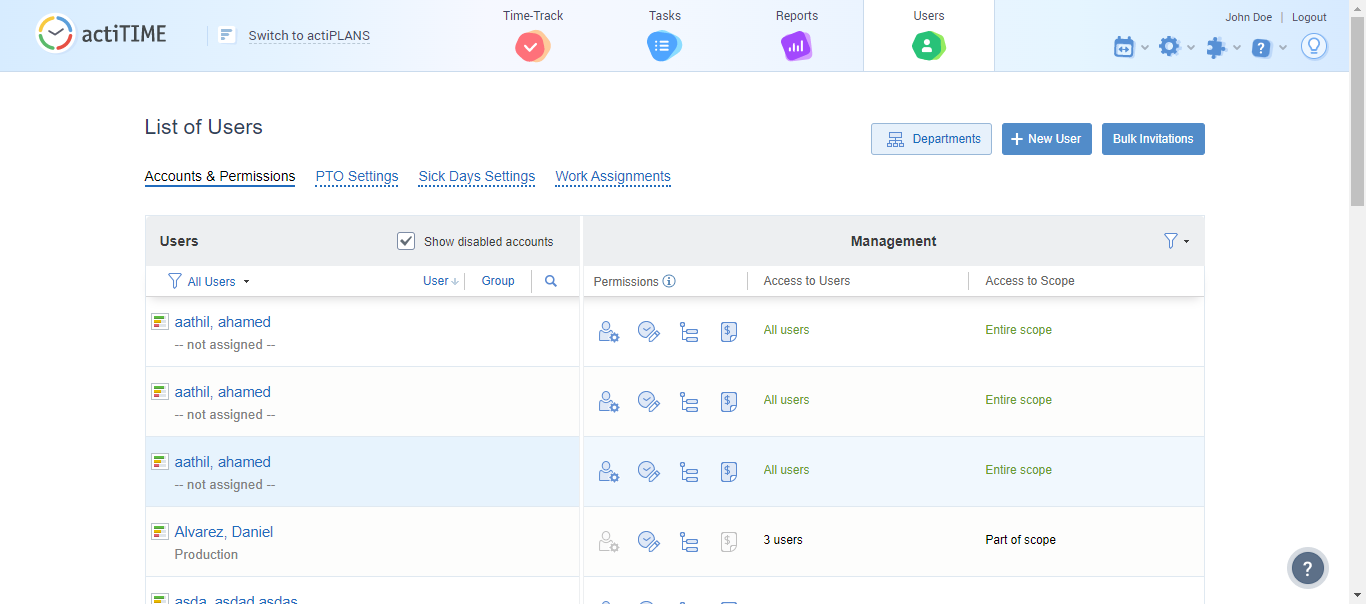 actiTIME
Switch to actiPLANS
Time-Track
Tasks
Reports
Users
John Doe | Logout
List of Users
Departments
+ New User
Bulk Invitations
Accounts & Permissions
PTO Settings
Sick Days Settings
Work Assignments
Users
Show disabled accounts
Management
All Users
User
Group
Permissions
Access to Users
Access to Scope
aathil, ahamed
-- not assigned --
All users
Entire scope
aathil, ahamed
-- not assigned --
All users
Entire scope
aathil, ahamed
-- not assigned --
All users
Entire scope
Alvarez, Daniel
Production
3 users
Part of scope
asda, asdad asdas